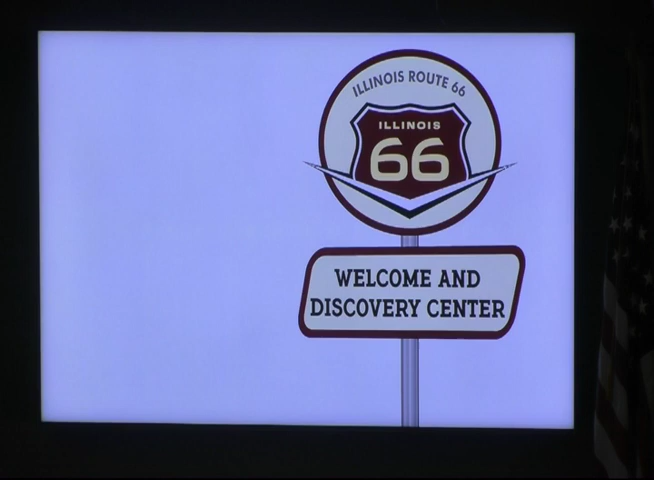 ILLINOIS ROUTE 66
ILLINOIS
66
WELCOME AND
DISCOVERY CENTER